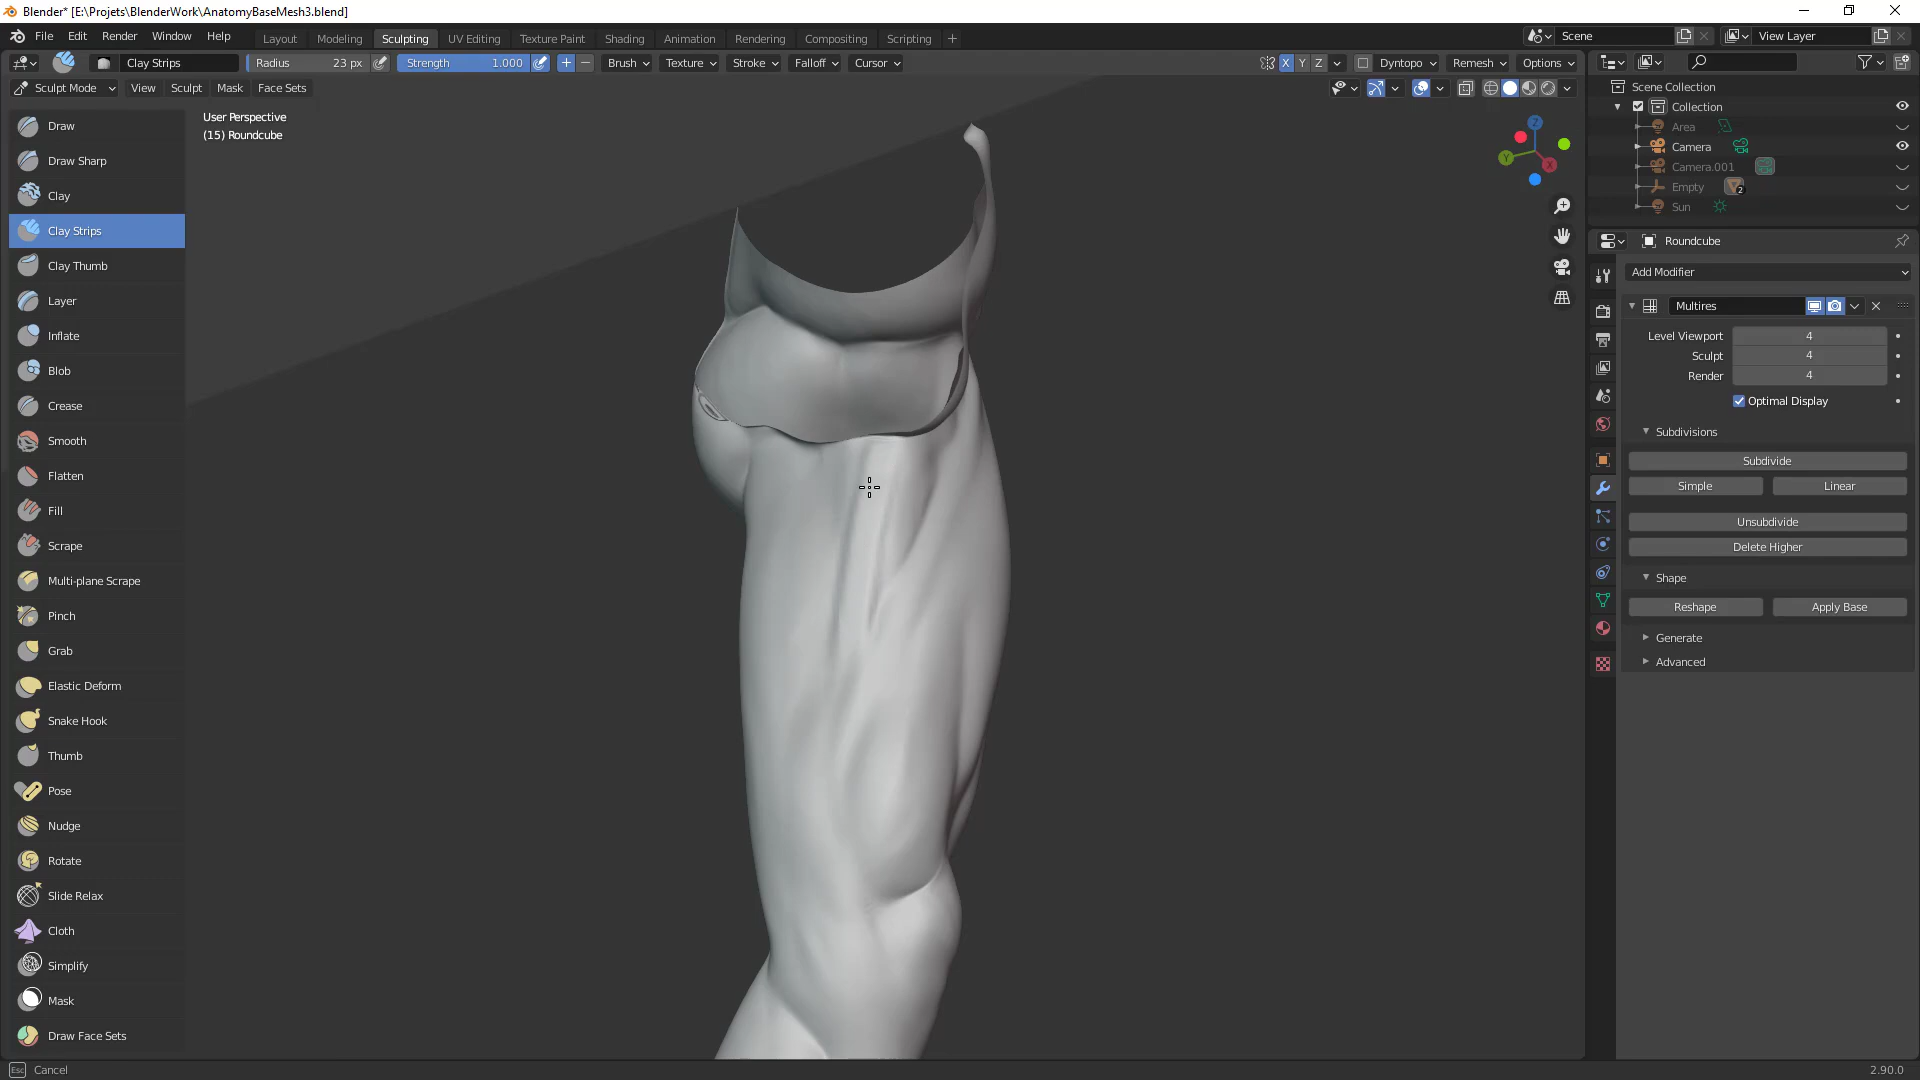 Blender* [E:\Projets\BlenderWork\AnatomyBaseMesh3.blend]
File Edit Render Window Help Layout Modeling Sculpting UV Editing Texture Paint Shading Animation Rendering Compositing Scripting + Scene View Layer
Clay Strips Radius 23 px Strength 1.000 + − Brush Texture Stroke Falloff Cursor X Y Z Dyntopo Remesh Options
Sculpt Mode View Sculpt Mask Face Sets
User Perspective
(15) Roundcube
Draw
Draw Sharp
Clay
Clay Strips
Clay Thumb
Layer
Inflate
Blob
Crease
Smooth
Flatten
Fill
Scrape
Multi-plane Scrape
Pinch
Grab
Elastic Deform
Snake Hook
Thumb
Pose
Nudge
Rotate
Slide Relax
Cloth
Simplify
Mask
Draw Face Sets
Z
Y
X
Scene Collection
Collection
Area
Camera
Camera.001
Empty 2
Sun
Roundcube
Add Modifier
Multires
Level Viewport 4
Sculpt 4
Render 4
Optimal Display
Subdivisions
Subdivide
Simple Linear
Unsubdivide
Delete Higher
Shape
Reshape Apply Base
Generate
Advanced
Esc Cancel
2.90.0